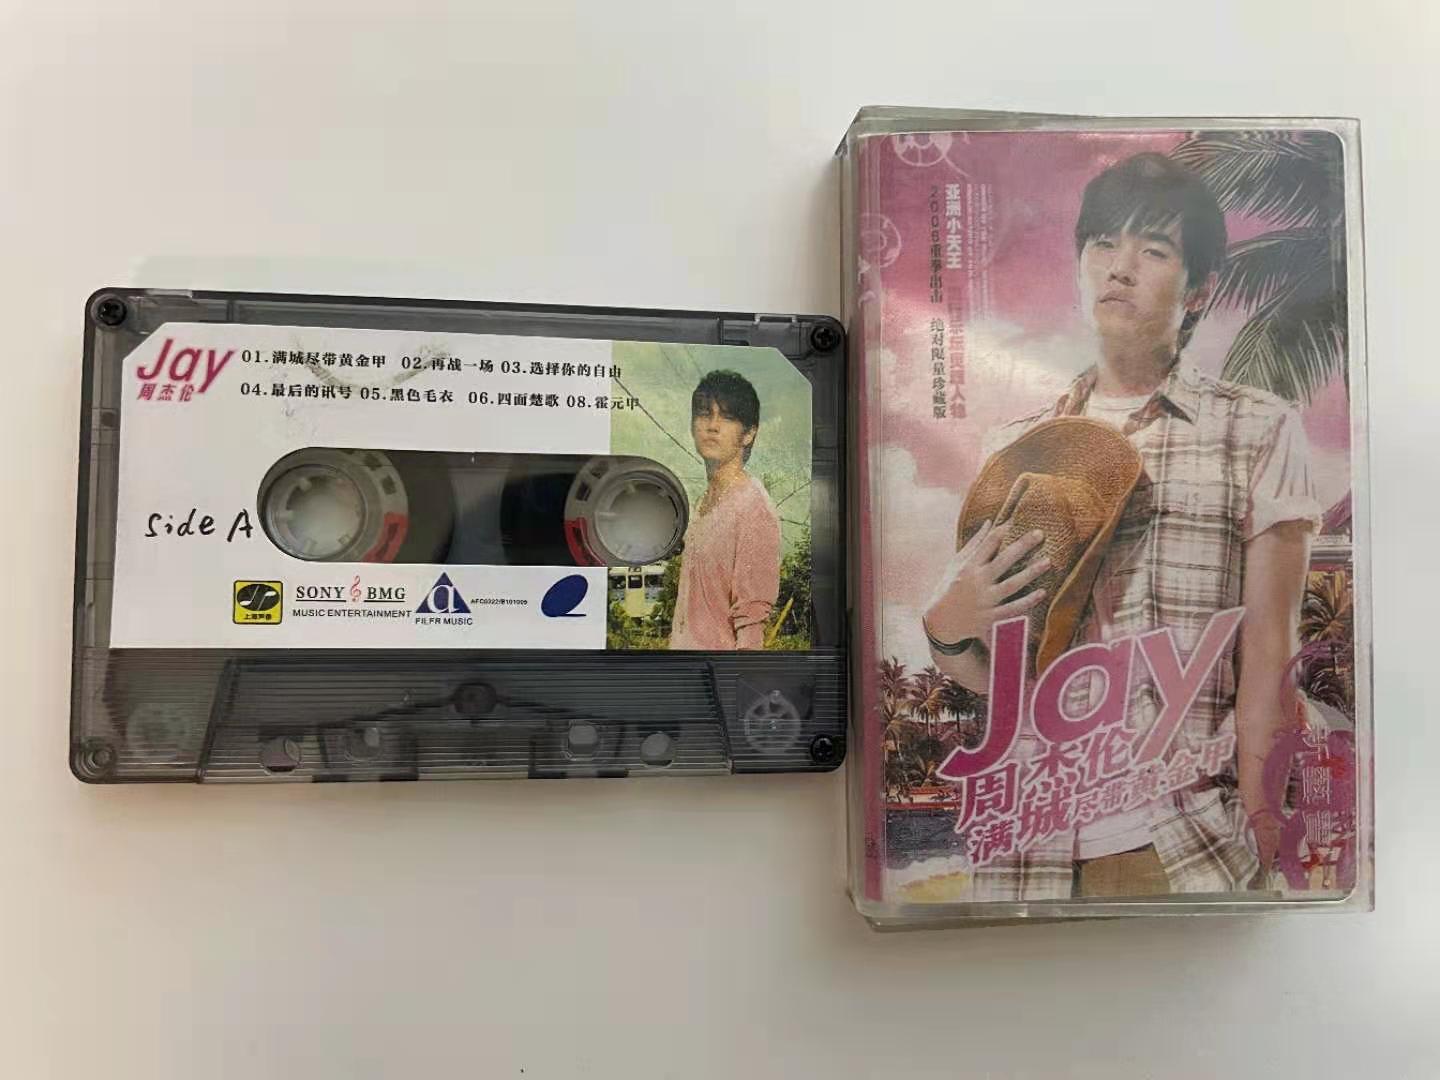 Jay
周杰伦
01.满城尽带黄金甲 02.再战一场 03.选择你的自由
04.最后的讯号 05.黑色毛衣 06.四面楚歌 08.霍元甲
side A
上海声像
SONY BMG
MUSIC ENTERTAINMENT
a
FILFR MUSIC
亚洲小天王
2006重拳出击 绝对限量珍藏版
Jay
周杰伦
满城尽带黄金甲